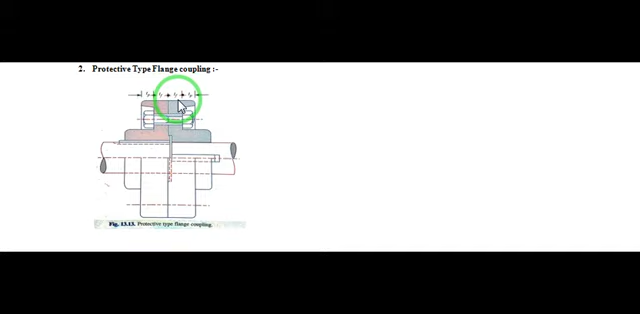 2. Protective Type Flange coupling :-
Fig. 13.13. Protective type flange coupling.